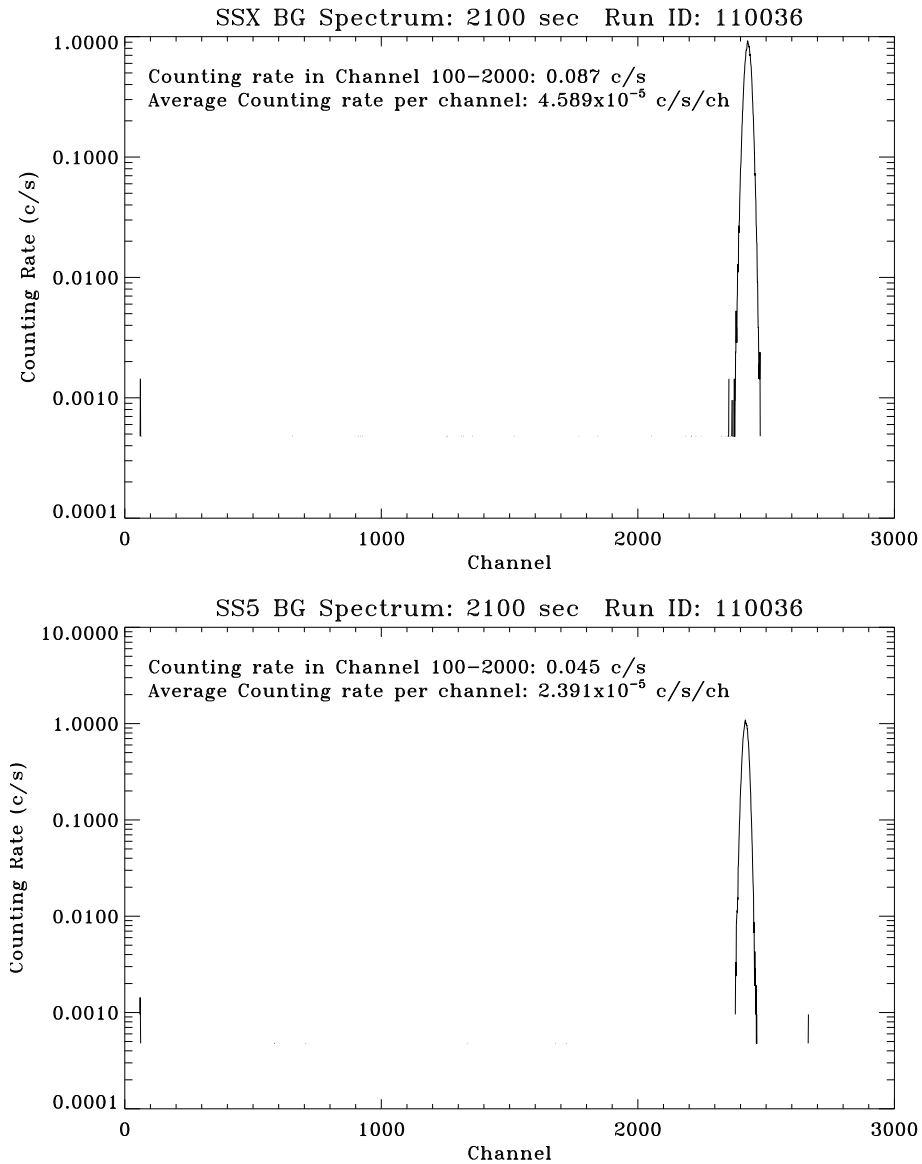 SSX BG Spectrum: 2100 sec Run ID: 110036
Counting rate in Channel 100-2000: 0.087 c/s
Average Counting rate per channel: 4.589x10⁻⁵ c/s/ch
1.0000
0.1000
0.0100
0.0010
0.0001
Counting Rate (c/s)
0 1000 2000 3000
Channel
SS5 BG Spectrum: 2100 sec Run ID: 110036
Counting rate in Channel 100-2000: 0.045 c/s
Average Counting rate per channel: 2.391x10⁻⁵ c/s/ch
10.0000
1.0000
0.1000
0.0100
0.0010
0.0001
Counting Rate (c/s)
0 1000 2000 3000
Channel